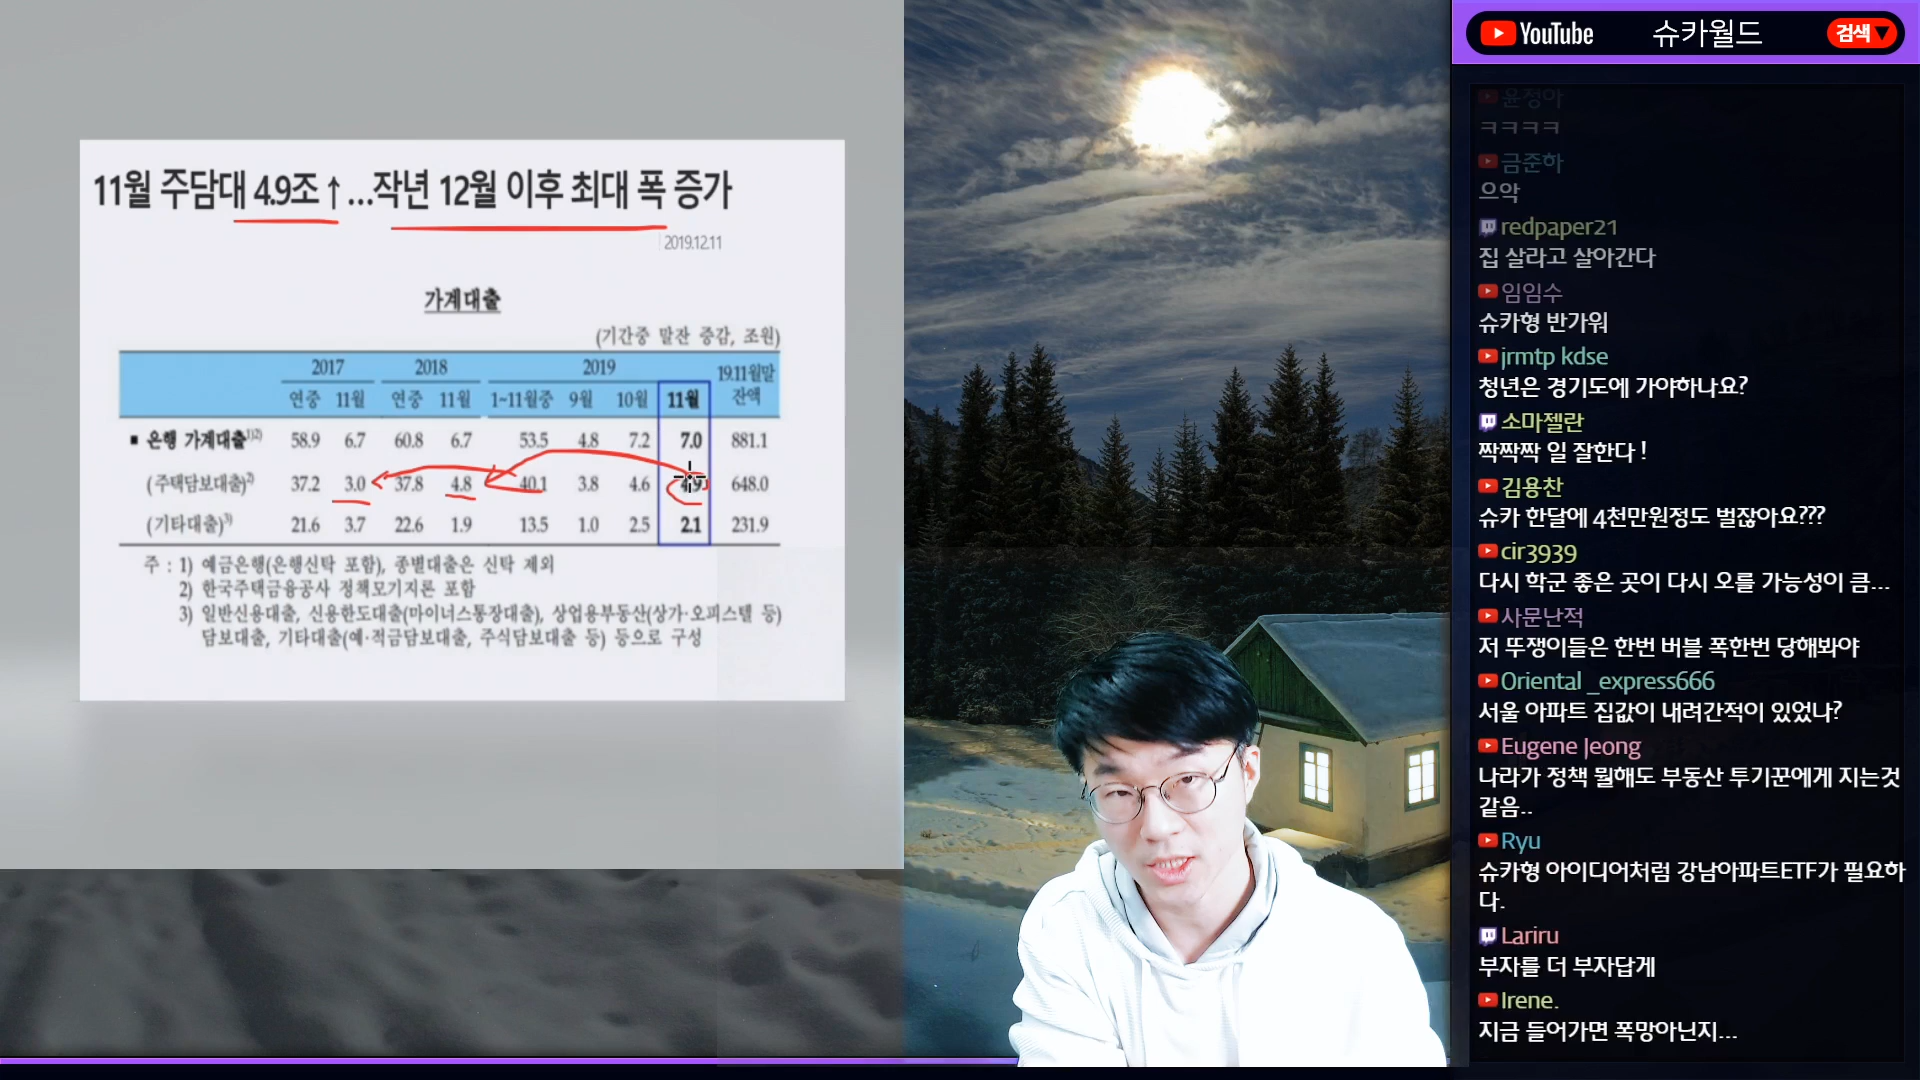 11월 주담대 4.9조↑...작년 12월 이후 최대 폭 증가
2019.12.11
가계대출
(기간중 말잔 증감, 조원)
2017 2018 2019 19.11월말 잔액
연중 11월 연중 11월 1~11월중 9월 10월 11월
■ 은행 가계대출1)2) 58.9 6.7 60.8 6.7 53.5 4.8 7.2 7.0 881.1
(주택담보대출)2) 37.2 3.0 37.8 4.8 40.1 3.8 4.6 4.9 648.0
(기타대출)3) 21.6 3.7 22.6 1.9 13.5 1.0 2.5 2.1 231.9
주 : 1) 예금은행(은행신탁 포함), 종별대출은 신탁 제외
2) 한국주택금융공사 정책모기지론 포함
3) 일반신용대출, 신용한도대출(마이너스통장대출), 상업용부동산(상가·오피스텔 등)
담보대출, 기타대출(예·적금담보대출, 주식담보대출 등) 등으로 구성
YouTube 슈카월드 검색▼
윤정아
ㅋㅋㅋㅋ
금준하
으악
redpaper21
집 살라고 살아간다
임임수
슈카형 반가워
jrmtp kdse
청년은 경기도에 가야하나요?
소마젤란
짝짝짝 일 잘한다 !
김용찬
슈카 한달에 4천만원정도 벌잖아요???
cir3939
다시 학군 좋은 곳이 다시 오를 가능성이 큼...
사문난적
저 뚜쟁이들은 한번 버블 폭한번 당해봐야
Oriental _express666
서울 아파트 집값이 내려간적이 있었나?
Eugene Jeong
나라가 정책 뭘해도 부동산 투기꾼에게 지는것
같음..
Ryu
슈카형 아이디어처럼 강남아파트ETF가 필요하
다.
Lariru
부자를 더 부자답게
Irene.
지금 들어가면 폭망아닌지...